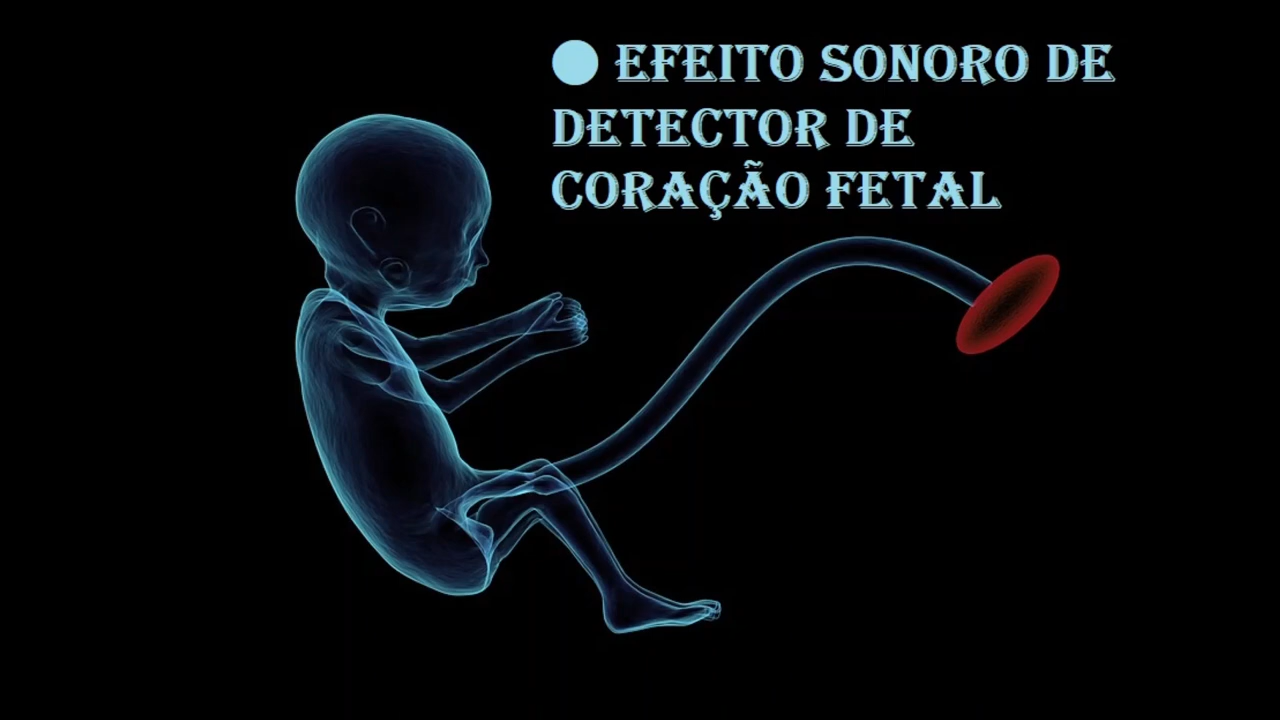 ● EFEITO SONORO DE
DETECTOR DE
CORAÇÃO FETAL